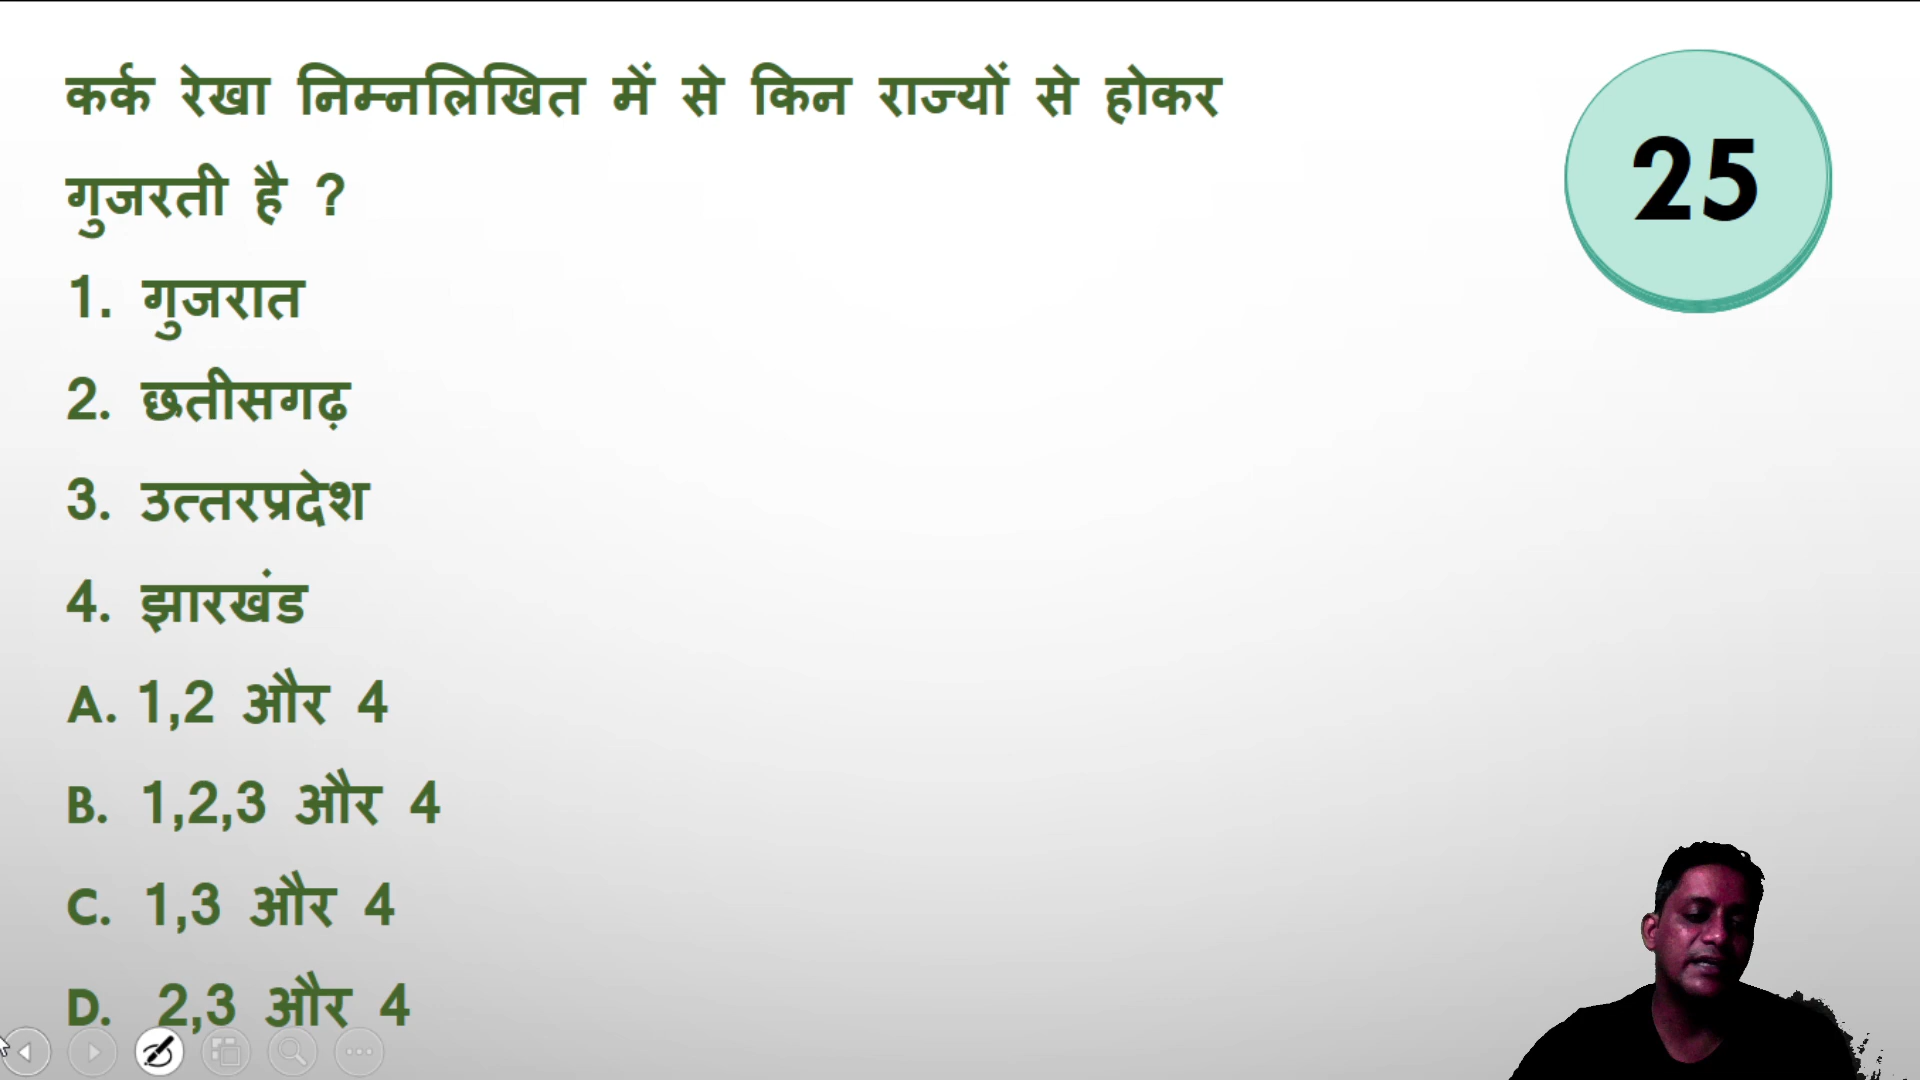 कर्क रेखा निम्नलिखित में से किन राज्यों से होकर
गुजरती है ?
1. गुजरात
2. छतीसगढ़
3. उत्तरप्रदेश
4. झारखंड
A. 1,2 और 4
B. 1,2,3 और 4
C. 1,3 और 4
D. 2,3 और 4
25